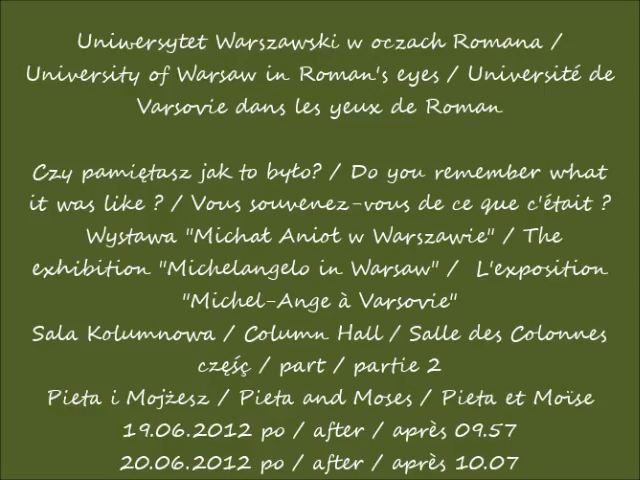 Uniwersytet Warszawski w oczach Romana /
University of Warsaw in Roman's eyes / Université de
Varsovie dans les yeux de Roman
Czy pamiętasz jak to było? / Do you remember what
it was like ? / Vous souvenez-vous de ce que c'était ?
Wystawa "Michał Anioł w Warszawie" / The
exhibition "Michelangelo in Warsaw" / L'exposition
"Michel-Ange à Varsovie"
Sala Kolumnowa / Column Hall / Salle des Colonnes
częśç / part / partie 2
Pieta i Mojżesz / Pieta and Moses / Pieta et Moïse
19.06.2012 po / after / après 09.57
20.06.2012 po / after / après 10.07